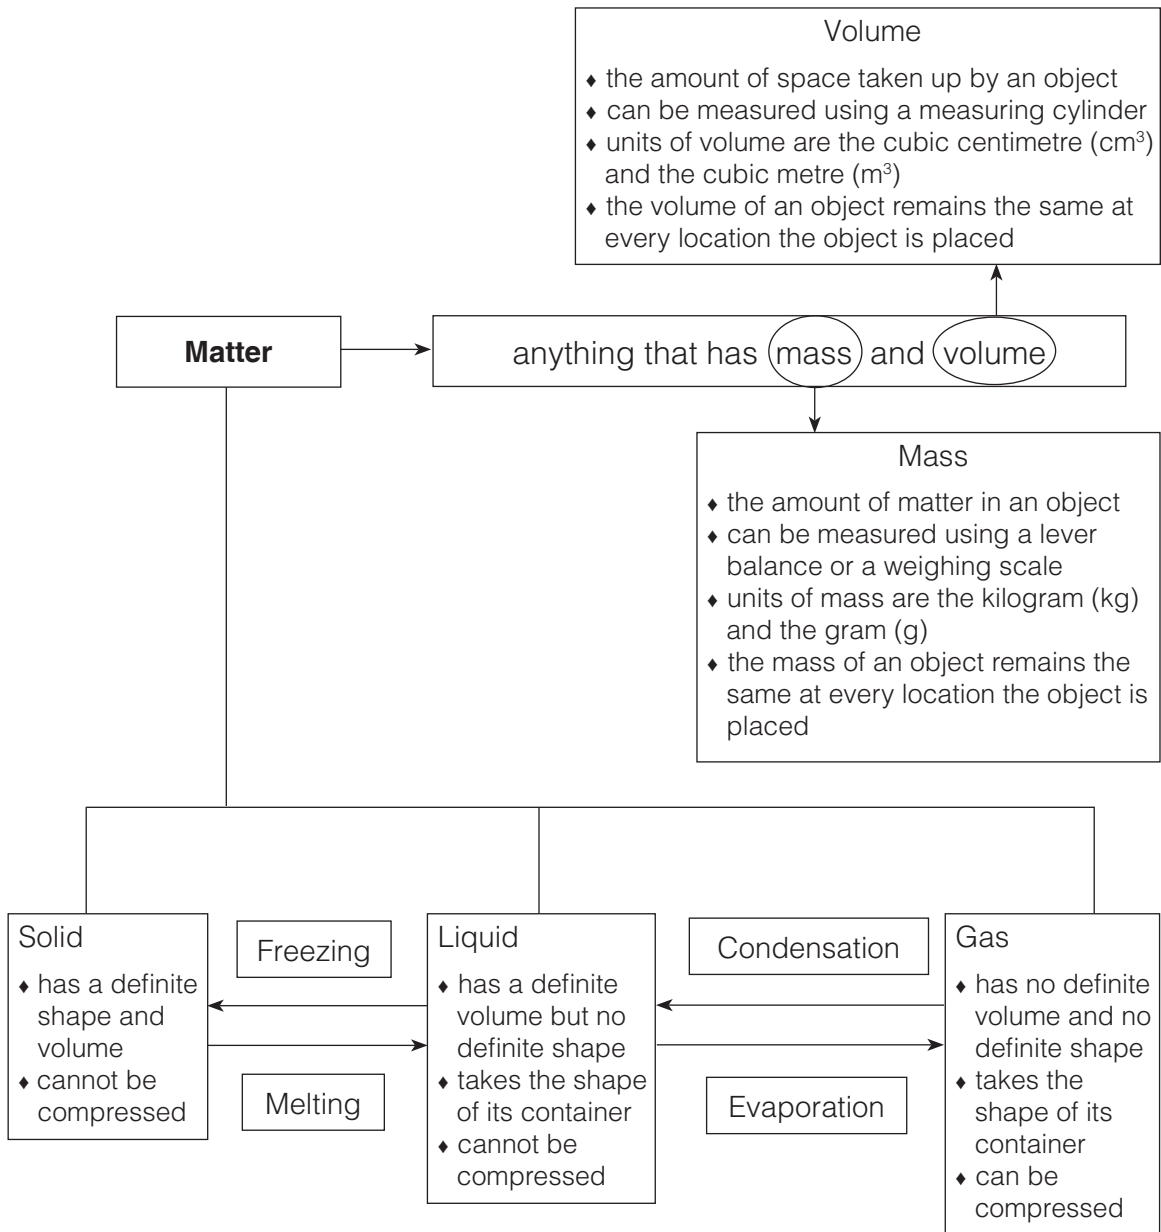 Volume
♦ the amount of space taken up by an object
♦ can be measured using a measuring cylinder
♦ units of volume are the cubic centimetre (cm³)
and the cubic metre (m³)
♦ the volume of an object remains the same at
every location the object is placed
Matter
anything that has mass and volume
Mass
♦ the amount of matter in an object
♦ can be measured using a lever
balance or a weighing scale
♦ units of mass are the kilogram (kg)
and the gram (g)
♦ the mass of an object remains the
same at every location the object is
placed
Solid
♦ has a definite
shape and
volume
♦ cannot be
compressed
Freezing
Melting
Liquid
♦ has a definite
volume but no
definite shape
♦ takes the shape
of its container
♦ cannot be
compressed
Condensation
Evaporation
Gas
♦ has no definite
volume and no
definite shape
♦ takes the
shape of its
container
♦ can be
compressed